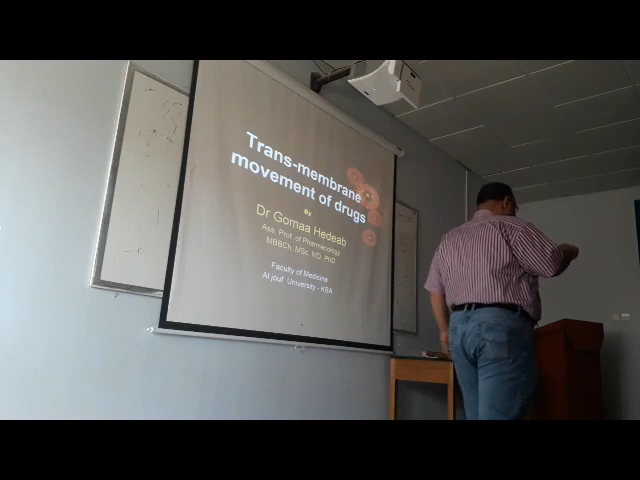 Trans-membrane
movement of drugs
By
Dr Gomaa Hedeab
Ass. Prof. of Pharmacology
MBBCh, MSc, MD, PhD
Faculty of Medicine
Al jouf University - KSA